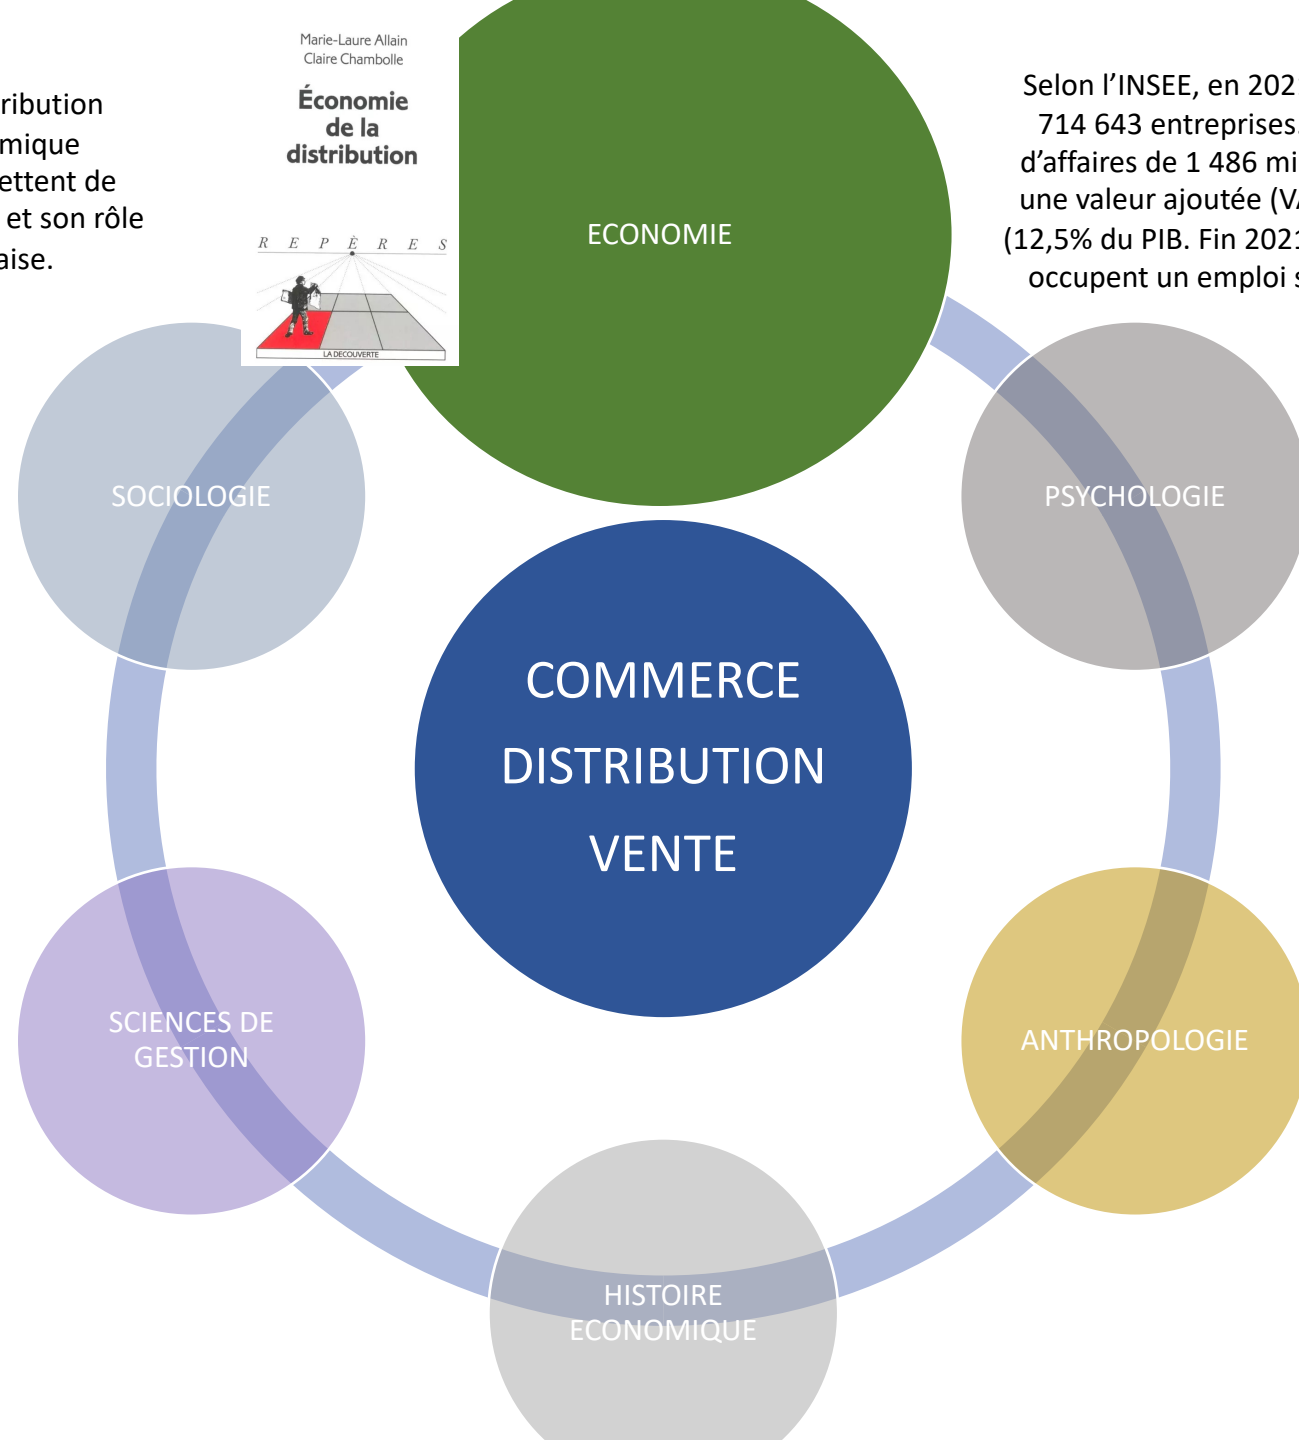 Marie-Laure Allain
Claire Chambolle
Économie
de la
distribution
R E P È R E S
LA DECOUVERTE
ribution
mique
ettent de
et son rôle
aise.
ECONOMIE
Selon l'INSEE, en 202
714 643 entreprises.
d'affaires de 1 486 mi
une valeur ajoutée (VA
(12,5% du PIB. Fin 2021
occupent un emploi s
SOCIOLOGIE
PSYCHOLOGIE
COMMERCE
DISTRIBUTION
VENTE
SCIENCES DE
GESTION
ANTHROPOLOGIE
HISTOIRE
ECONOMIQUE